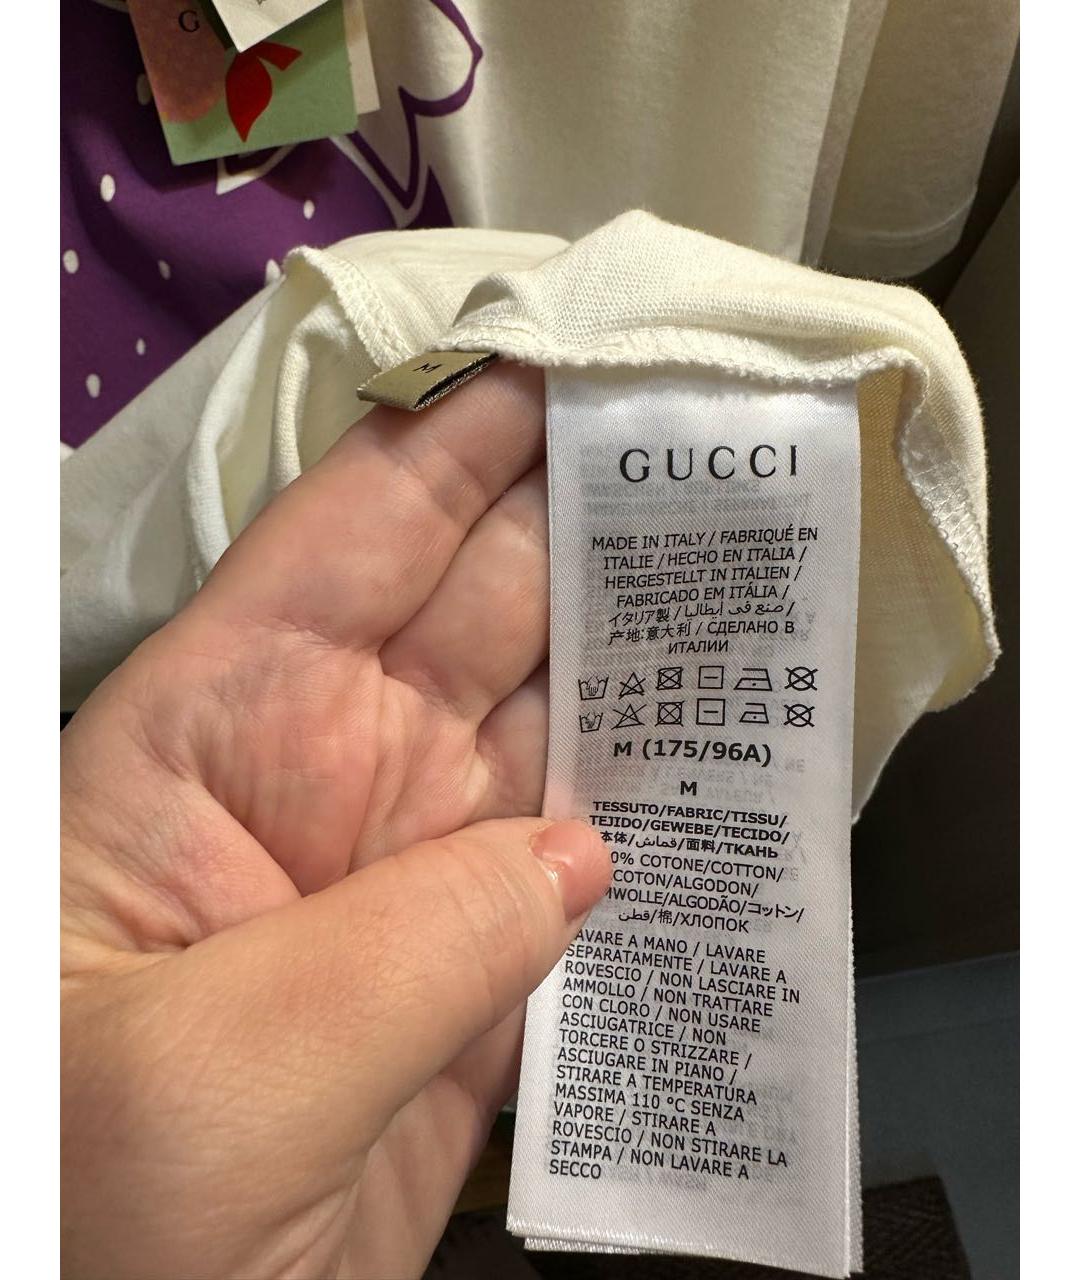 G
M
GUCCI
MADE IN ITALY / FABRIQUÉ EN
ITALIE / HECHO EN ITALIA /
HERGESTELLT IN ITALIEN /
FABRICADO EM ITÁLIA /
イタリア製 / صنع في إيطاليا /
产地:意大利 / СДЕЛАНО В
ИТАЛИИ
M (175/96A)
M
TESSUTO/FABRIC/TISSU/
TEJIDO/GEWEBE/TECIDO/
本体/قماش/面料/ТКАНЬ
0% COTONE/COTTON/
COTON/ALGODON/
MWOLLE/ALGODÃO/コットン/
قطن/棉/ХЛОПОК
AVARE A MANO / LAVARE
SEPARATAMENTE / LAVARE A
ROVESCIO / NON LASCIARE IN
AMMOLLO / NON TRATTARE
CON CLORO / NON USARE
ASCIUGATRICE / NON
TORCERE O STRIZZARE /
ASCIUGARE IN PIANO /
STIRARE A TEMPERATURA
MASSIMA 110 °C SENZA
VAPORE / STIRARE A
ROVESCIO / NON STIRARE LA
STAMPA / NON LAVARE A
SECCO